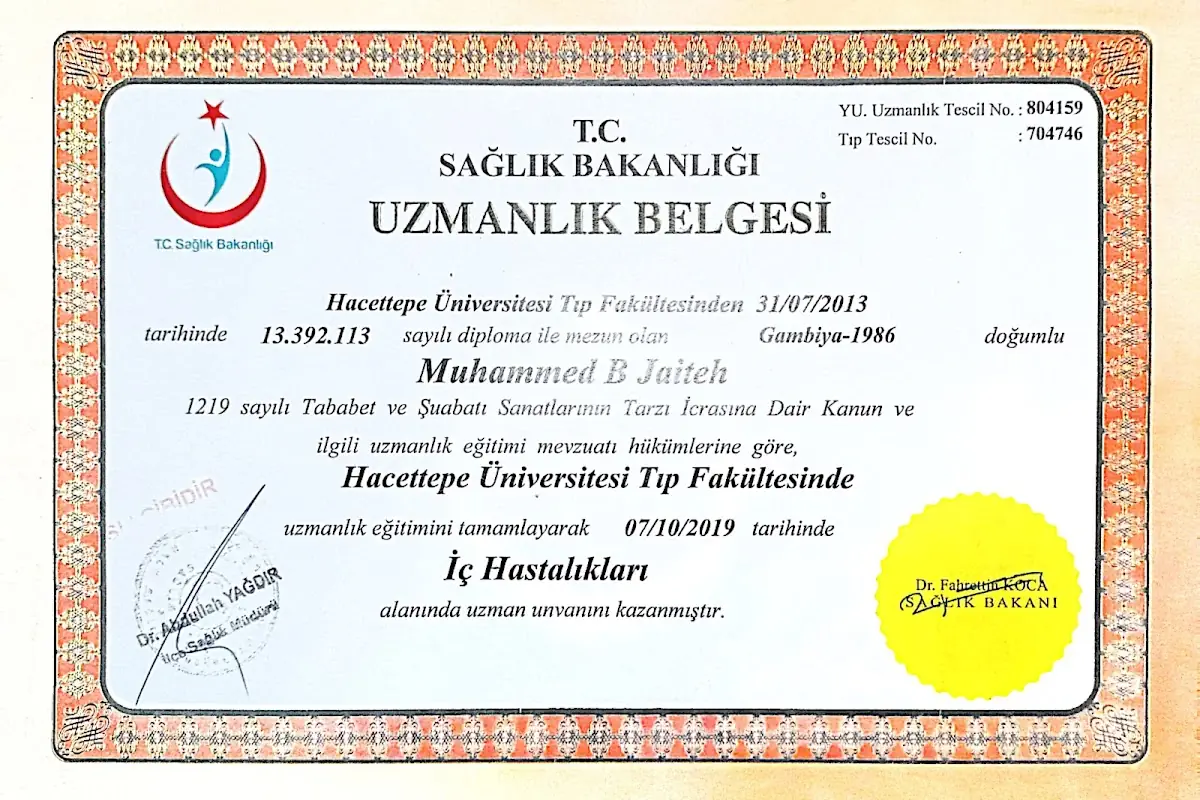 YU. Uzmanlık Tescil No. : 804159
Tıp Tescil No. : 704746
T.C.
SAĞLIK BAKANLIĞI
UZMANLIK BELGESİ
T.C. Sağlık Bakanlığı
Hacettepe Üniversitesi Tıp Fakültesinden 31/07/2013
tarihinde 13.392.113 sayılı diploma ile mezun olan Gambiya-1986 doğumlu
Muhammed B Jaiteh
1219 sayılı Tababet ve Şuabatı Sanatlarının Tarzı İcrasına Dair Kanun ve
ilgili uzmanlık eğitimi mevzuatı hükümlerine göre,
Hacettepe Üniversitesi Tıp Fakültesinde
uzmanlık eğitimini tamamlayarak 07/10/2019 tarihinde
İç Hastalıkları
alanında uzman unvanını kazanmıştır.
Dr. Abdullah YAĞDIR
İlçe Sağlık Müdürü
Dr. Fahrettin KOCA
SAĞLIK BAKANI